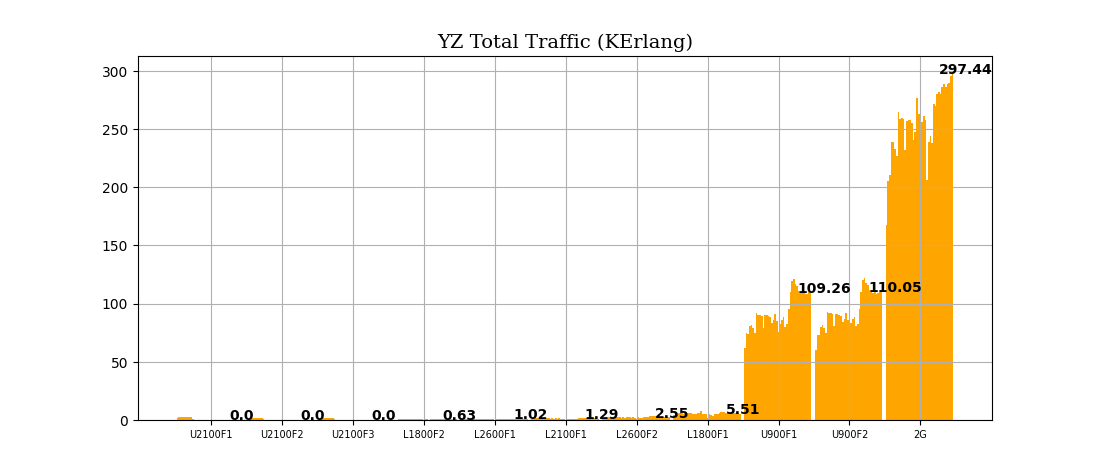 YZ Total Traffic (KErlang)
300
250
200
150
100
50
0
297.44
109.26
110.05
0.0
0.0
0.0
0.63
1.02
1.29
2.55
5.51
U2100F1
U2100F2
U2100F3
L1800F2
L2600F1
L2100F1
L2600F2
L1800F1
U900F1
U900F2
2G